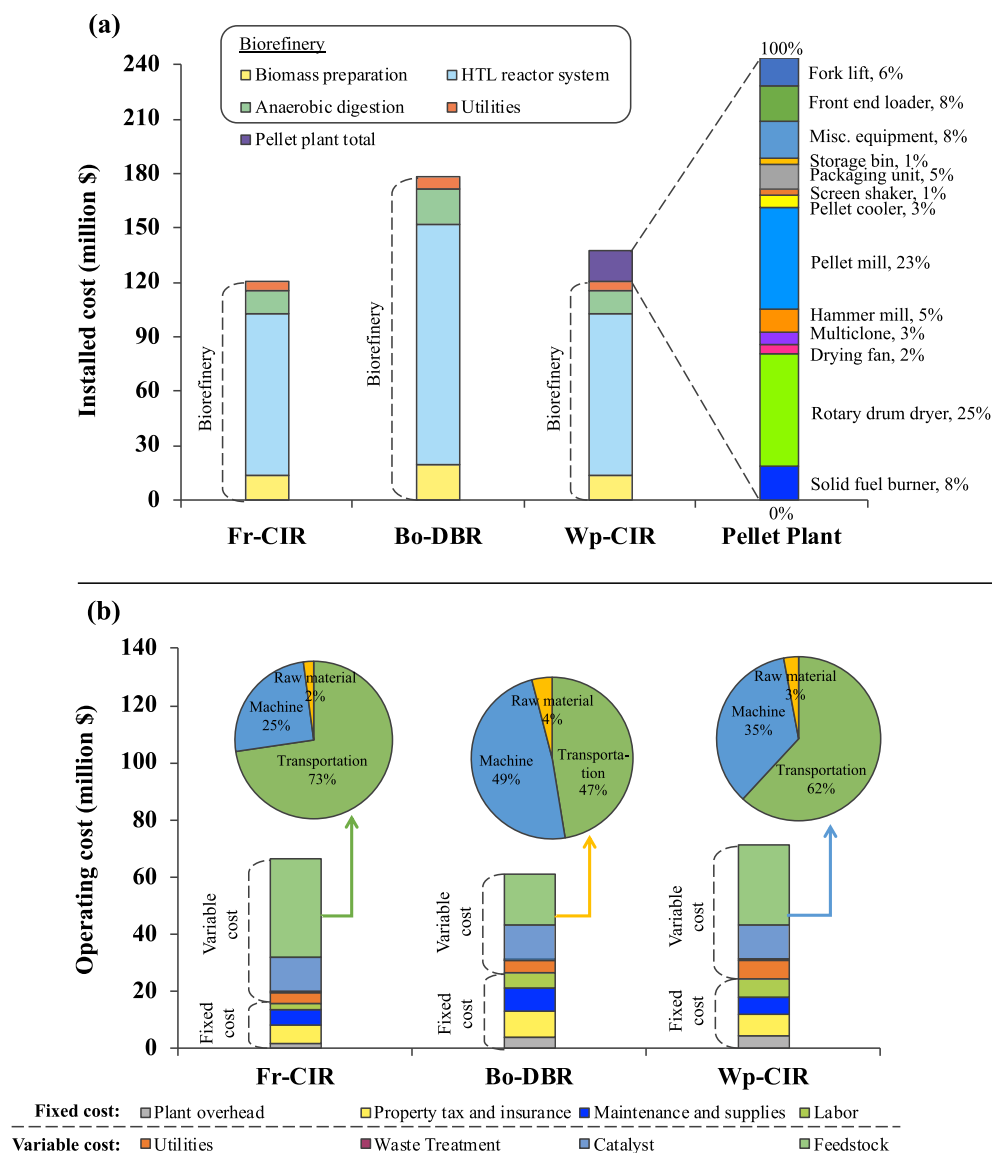 (a)
Biorefinery
Biomass preparation
HTL reactor system
Anaerobic digestion
Utilities
Pellet plant total
Installed cost (million $)
240
210
180
150
120
90
60
30
0
Biorefinery
Biorefinery
Biorefinery
100%
Fork lift, 6%
Front end loader, 8%
Misc. equipment, 8%
Storage bin, 1%
Packaging unit, 5%
Screen shaker, 1%
Pellet cooler, 3%
Pellet mill, 23%
Hammer mill, 5%
Multiclone, 3%
Drying fan, 2%
Rotary drum dryer, 25%
Solid fuel burner, 8%
0%
Fr-CIR
Bo-DBR
Wp-CIR
Pellet Plant
(b)
Operating cost (million $)
140
120
100
80
60
40
20
0
Raw material
2%
Machine
25%
Transportation
73%
Raw material
4%
Machine
49%
Transporta-
tion
47%
Raw material
3%
Machine
35%
Transportation
62%
Variable
cost
Fixed
cost
Variable
cost
Fixed
cost
Variable
cost
Fixed
cost
Fr-CIR
Bo-DBR
Wp-CIR
Fixed cost: Plant overhead Property tax and insurance Maintenance and supplies Labor
Variable cost: Utilities Waste Treatment Catalyst Feedstock